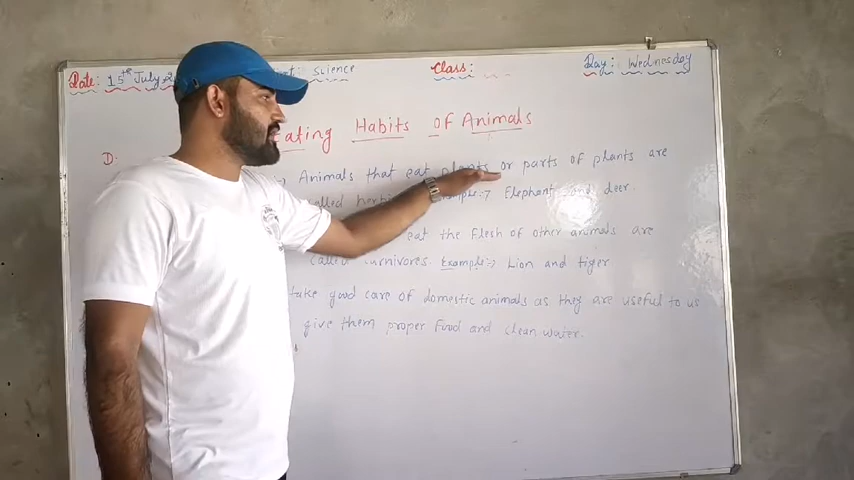 Date: 15th July Science Class: Day: Wednesday
Eating Habits of Animals
D.
Animals that eat plants or parts of plants are
called Example:- Elephant and deer.
eat the Flesh of other animals are
called carnivores. Example:- Lion and tiger
take good care of domestic animals as they are useful to us
give them proper Food and clean water.